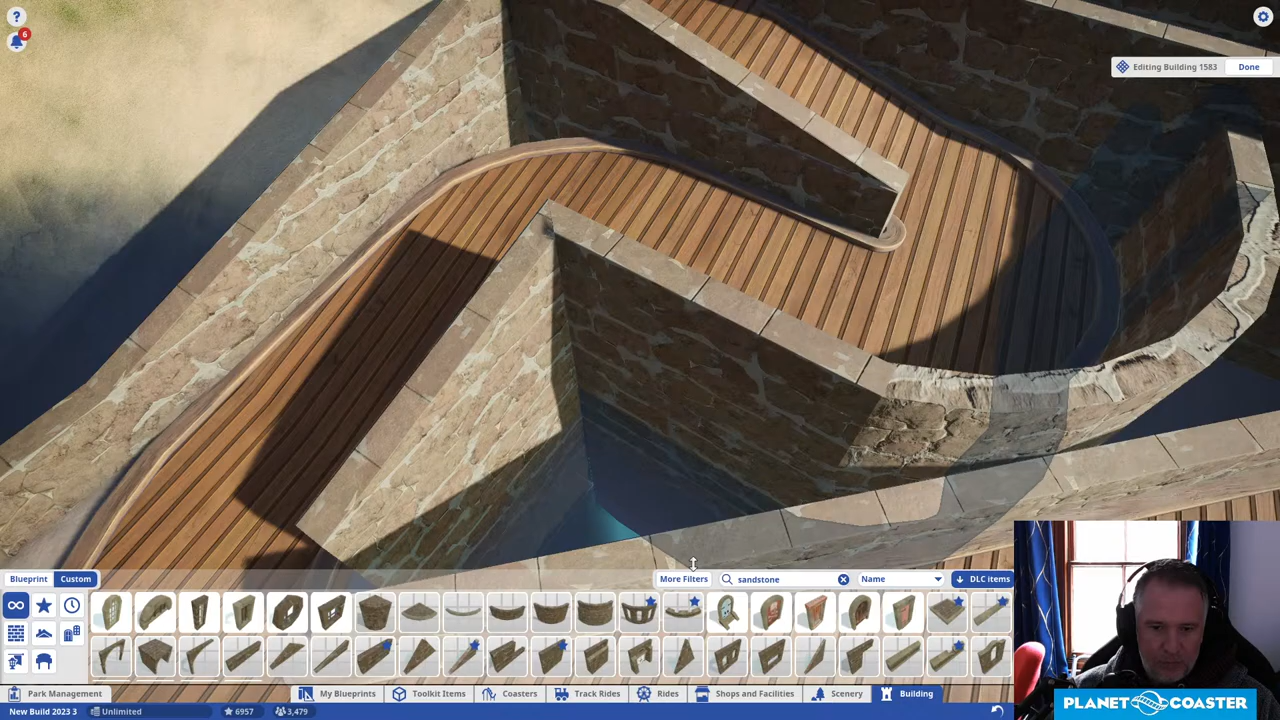 ?
6
Editing Building 1583
Done
Blueprint
Custom
More Filters
sandstone
Name
DLC items
Park Management
My Blueprints
Toolkit Items
Coasters
Track Rides
Rides
Shops and Facilities
Scenery
Building
New Build 2023 3
Unlimited
6957
3,479
PLANET COASTER